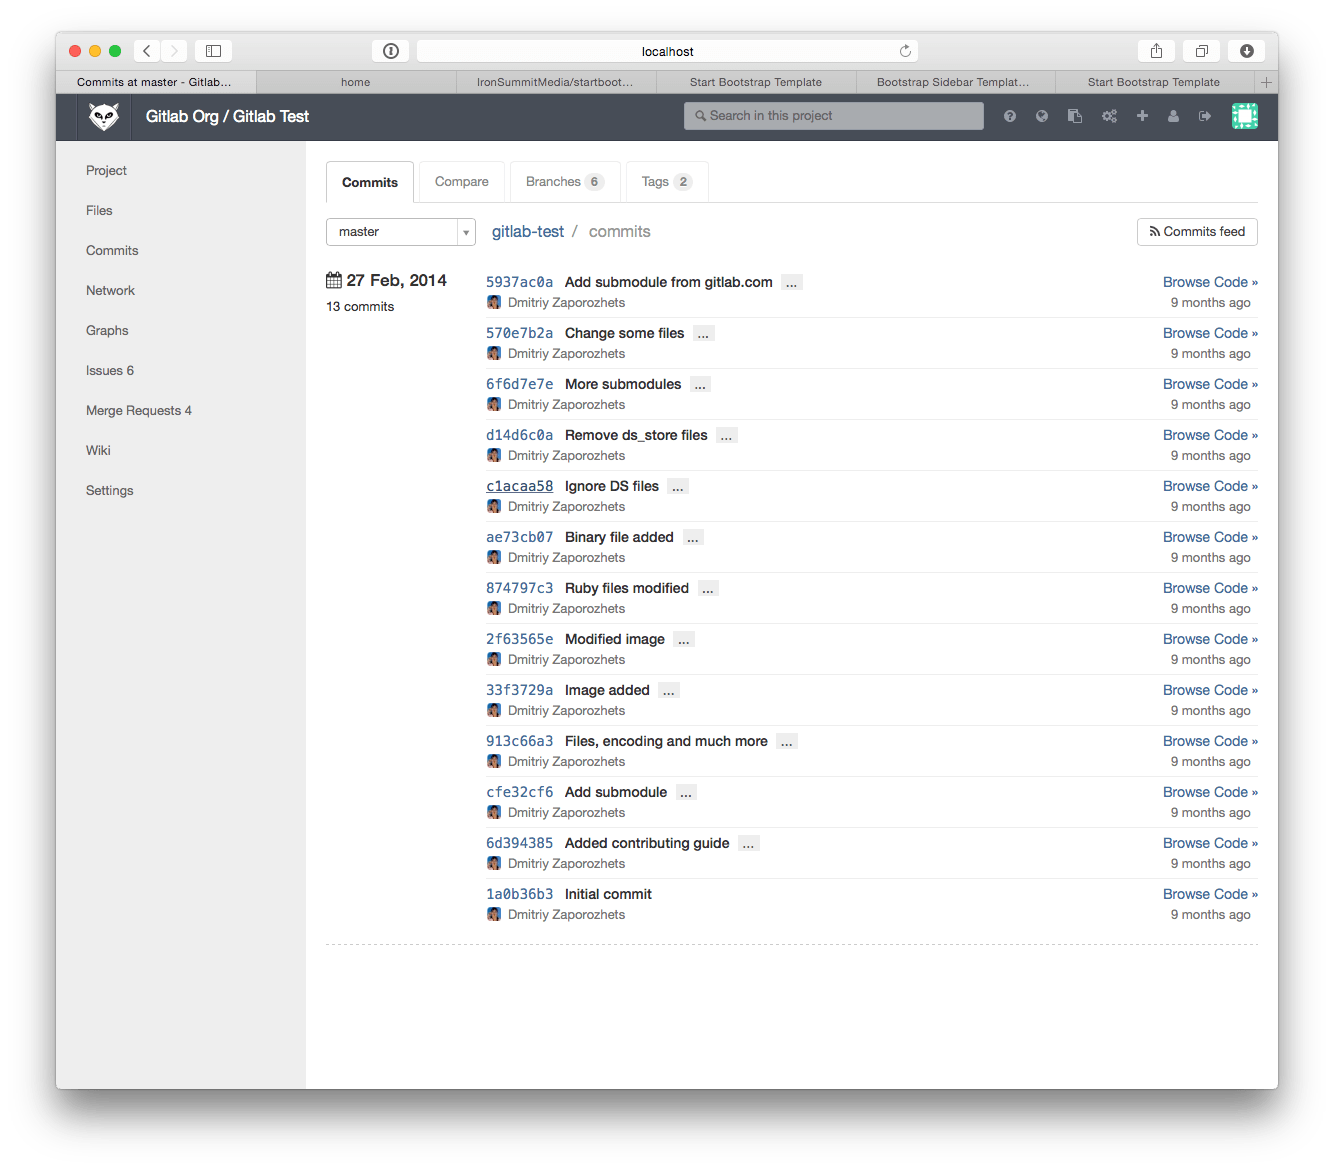 localhost
Commits at master - Gitlab...
home
IronSummitMedia/startboot...
Start Bootstrap Template
Bootstrap Sidebar Templat...
Start Bootstrap Template
Gitlab Org / Gitlab Test
Search in this project
Project
Files
Commits
Network
Graphs
Issues 6
Merge Requests 4
Wiki
Settings
Commits
Compare
Branches 6
Tags 2
master
gitlab-test / commits
Commits feed
27 Feb, 2014
13 commits
5937ac0a Add submodule from gitlab.com ... Browse Code »
Dmitriy Zaporozhets 9 months ago
570e7b2a Change some files ... Browse Code »
Dmitriy Zaporozhets 9 months ago
6f6d7e7e More submodules ... Browse Code »
Dmitriy Zaporozhets 9 months ago
d14d6c0a Remove ds_store files ... Browse Code »
Dmitriy Zaporozhets 9 months ago
c1acaa58 Ignore DS files ... Browse Code »
Dmitriy Zaporozhets 9 months ago
ae73cb07 Binary file added ... Browse Code »
Dmitriy Zaporozhets 9 months ago
874797c3 Ruby files modified ... Browse Code »
Dmitriy Zaporozhets 9 months ago
2f63565e Modified image ... Browse Code »
Dmitriy Zaporozhets 9 months ago
33f3729a Image added ... Browse Code »
Dmitriy Zaporozhets 9 months ago
913c66a3 Files, encoding and much more ... Browse Code »
Dmitriy Zaporozhets 9 months ago
cfe32cf6 Add submodule ... Browse Code »
Dmitriy Zaporozhets 9 months ago
6d394385 Added contributing guide ... Browse Code »
Dmitriy Zaporozhets 9 months ago
1a0b36b3 Initial commit Browse Code »
Dmitriy Zaporozhets 9 months ago